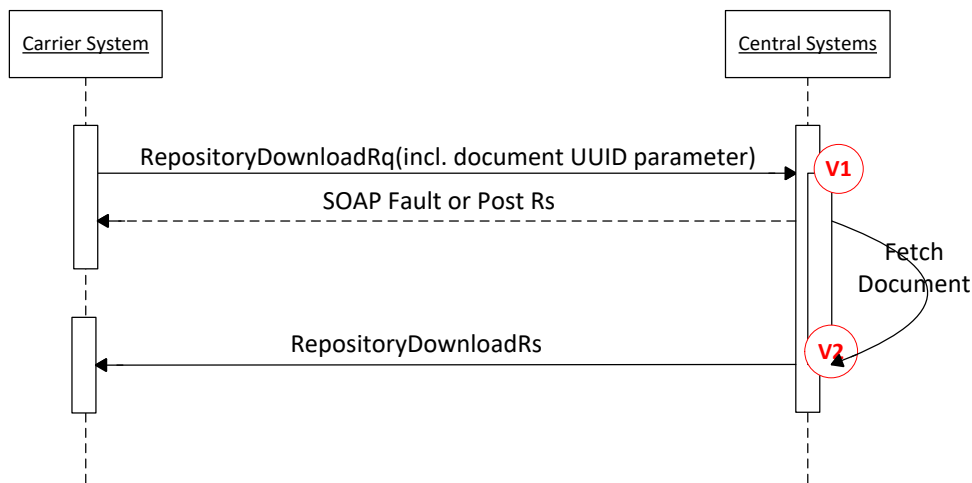 Carrier System
Central Systems
RepositoryDownloadRq(incl. document UUID parameter)
V1
SOAP Fault or Post Rs
Fetch
Document
RepositoryDownloadRs
V2